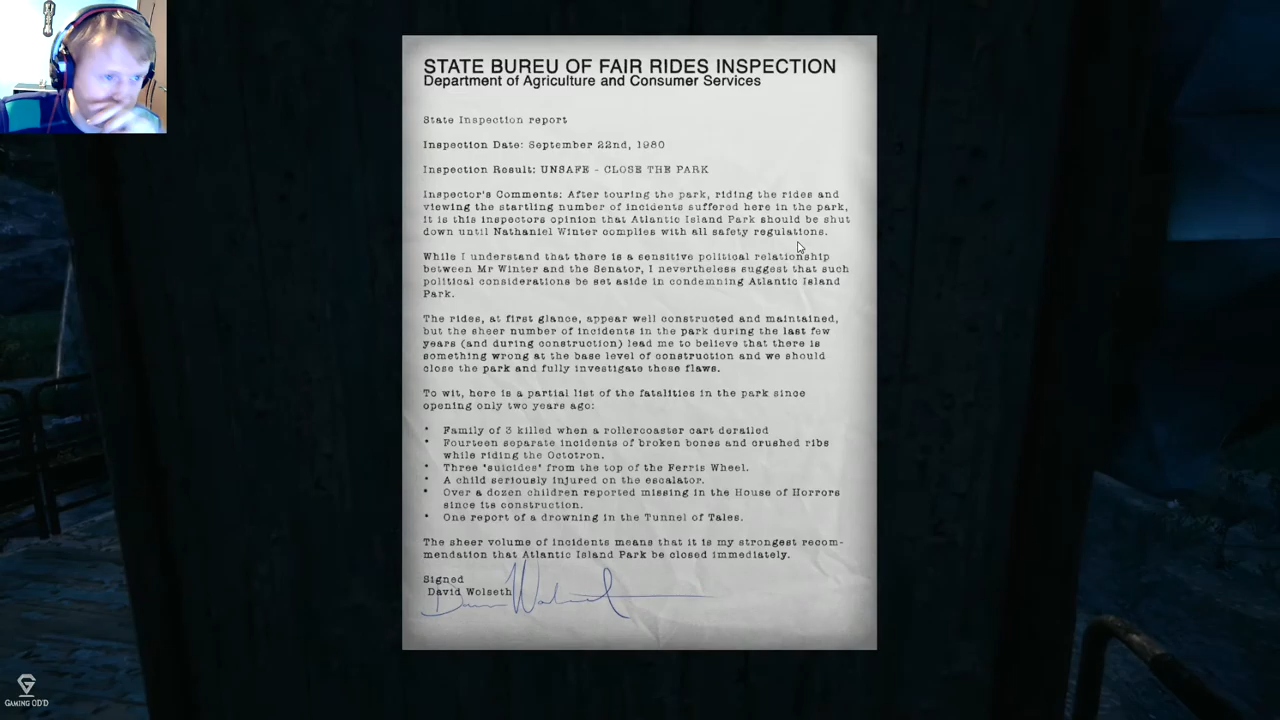 STATE BUREU OF FAIR RIDES INSPECTION
Department of Agriculture and Consumer Services
State Inspection report
Inspection Date: September 22nd, 1980
Inspection Result: UNSAFE - CLOSE THE PARK
Inspector's Comments: After touring the park, riding the rides and
viewing the startling number of incidents suffered here in the park,
it is this inspectors opinion that Atlantic Island Park should be shut
down until Nathaniel Winter complies with all safety regulations.
While I understand that there is a sensitive political relationship
between Mr Winter and the Senator, I nevertheless suggest that such
political considerations be set aside in condemning Atlantic Island
Park.
The rides, at first glance, appear well constructed and maintained,
but the sheer number of incidents in the park during the last few
years (and during construction) lead me to believe that there is
something wrong at the base level of construction and we should
close the park and fully investigate these flaws.
To wit, here is a partial list of the fatalities in the park since
opening only two years ago:
* Family of 3 killed when a rollercoaster cart derailed
* Fourteen separate incidents of broken bones and crushed ribs
while riding the Octotron.
* Three 'suicides' from the top of the Ferris Wheel.
* A child seriously injured on the escalator.
* Over a dozen children reported missing in the House of Horrors
since its construction.
* One report of a drowning in the Tunnel of Tales.
The sheer volume of incidents means that it is my strongest recom-
mendation that Atlantic Island Park be closed immediately.
Signed
David Wolseth
GAMING OD'D